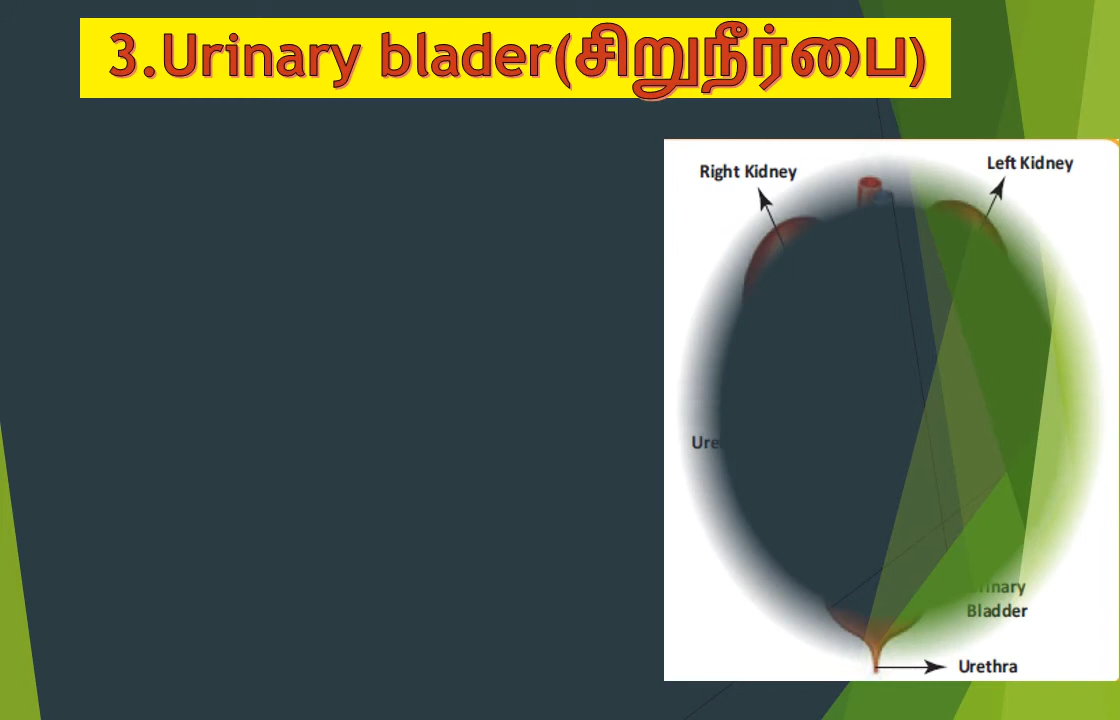 3.Urinary blader(சிறுநீர்பை)
Right Kidney
Left Kidney
Bladder
Urethra